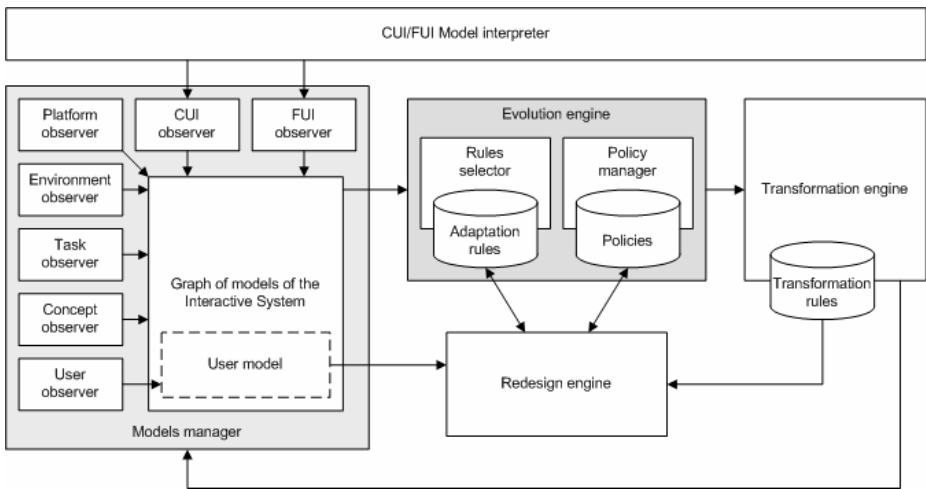 CUI/FUI Model interpreter
Platform
observer
CUI
observer
FUI
observer
Environment
observer
Task
observer
Concept
observer
User
observer
Graph of models of the
Interactive System
User model
Models manager
Evolution engine
Rules
selector
Adaptation
rules
Policy
manager
Policies
Transformation engine
Transformation
rules
Redesign engine